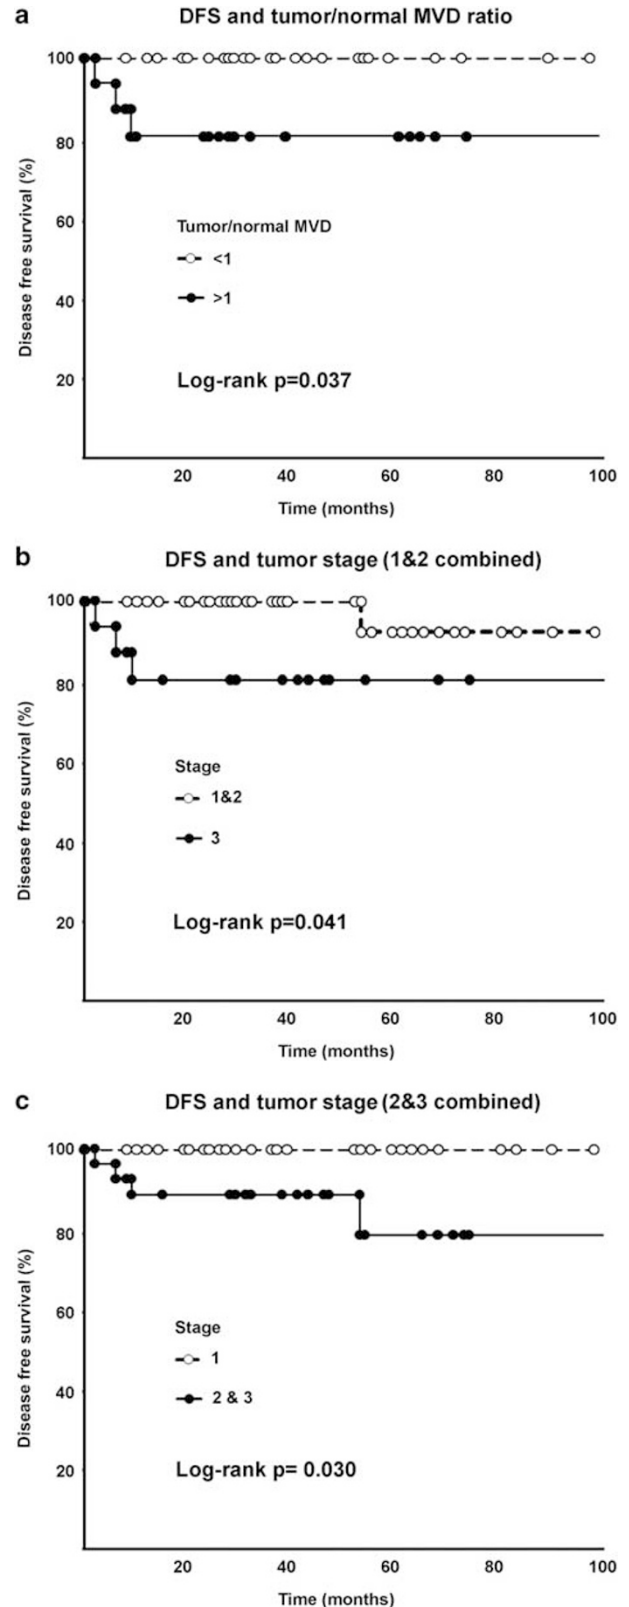 a
DFS and tumor/normal MVD ratio
100
80
60
40
20
Disease free survival (%)
Tumor/normal MVD
<1
>1
Log-rank p=0.037
20 40 60 80 100
Time (months)
b
DFS and tumor stage (1&2 combined)
100
80
60
40
20
Disease free survival (%)
Stage
1&2
3
Log-rank p=0.041
20 40 60 80 100
Time (months)
c
DFS and tumor stage (2&3 combined)
100
80
60
40
20
Disease free survival (%)
Stage
1
2 & 3
Log-rank p= 0.030
20 40 60 80 100
Time (months)